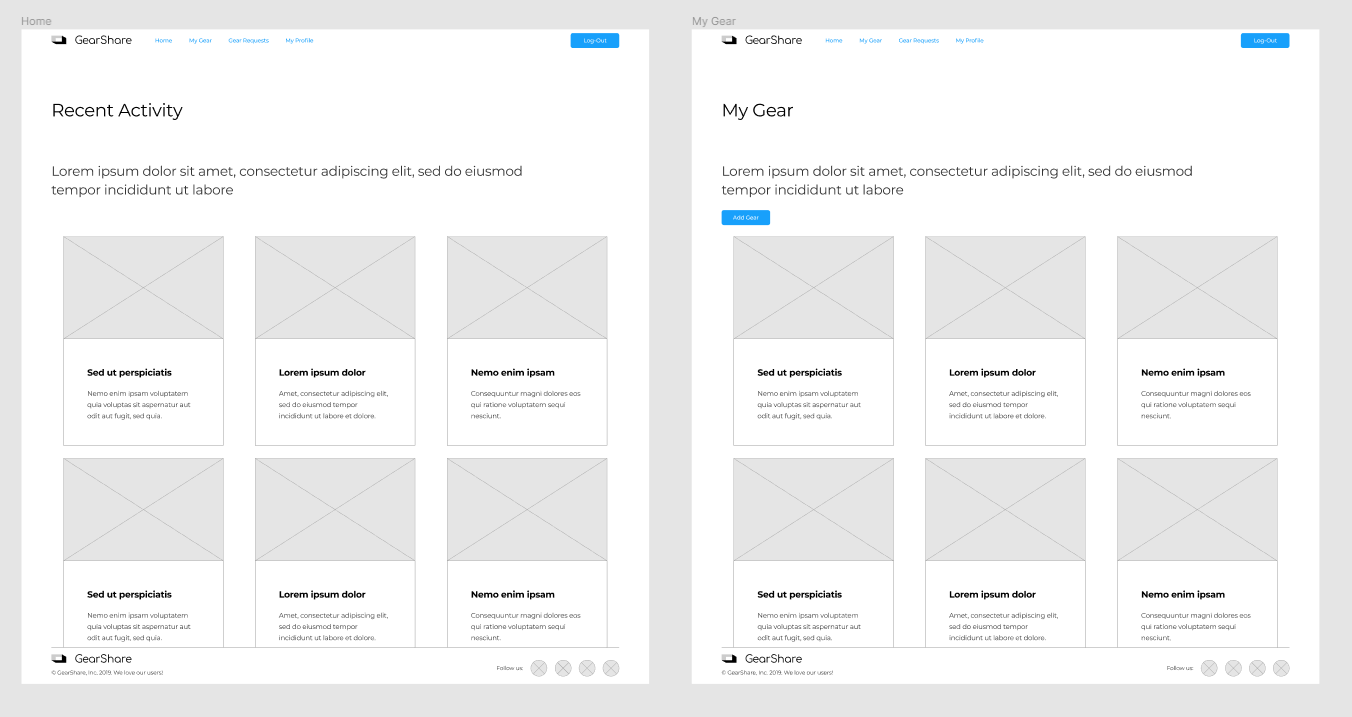 Home
GearShare
Home My Gear Gear Requests My Profile
Log-Out
Recent Activity
Lorem ipsum dolor sit amet, consectetur adipiscing elit, sed do eiusmod
tempor incididunt ut labore
Sed ut perspiciatis
Nemo enim ipsam voluptatem
quia voluptas sit aspernatur aut
odit aut fugit, sed quia.
Lorem ipsum dolor
Amet, consectetur adipiscing elit,
sed do eiusmod tempor
incididunt ut labore et dolore.
Nemo enim ipsam
Consequuntur magni dolores eos
qui ratione voluptatem sequi
nesciunt.
Sed ut perspiciatis
Nemo enim ipsam voluptatem
quia voluptas sit aspernatur aut
odit aut fugit, sed quia.
Lorem ipsum dolor
Amet, consectetur adipiscing elit,
sed do eiusmod tempor
incididunt ut labore et dolore.
Nemo enim ipsam
Consequuntur magni dolores eos
qui ratione voluptatem sequi
nesciunt.
GearShare
© GearShare, Inc. 2019. We love our users!
Follow us:
My Gear
GearShare
Home My Gear Gear Requests My Profile
Log-Out
My Gear
Lorem ipsum dolor sit amet, consectetur adipiscing elit, sed do eiusmod
tempor incididunt ut labore
Add Gear
Sed ut perspiciatis
Nemo enim ipsam voluptatem
quia voluptas sit aspernatur aut
odit aut fugit, sed quia.
Lorem ipsum dolor
Amet, consectetur adipiscing elit,
sed do eiusmod tempor
incididunt ut labore et dolore.
Nemo enim ipsam
Consequuntur magni dolores eos
qui ratione voluptatem sequi
nesciunt.
Sed ut perspiciatis
Nemo enim ipsam voluptatem
quia voluptas sit aspernatur aut
odit aut fugit, sed quia.
Lorem ipsum dolor
Amet, consectetur adipiscing elit,
sed do eiusmod tempor
incididunt ut labore et dolore.
Nemo enim ipsam
Consequuntur magni dolores eos
qui ratione voluptatem sequi
nesciunt.
GearShare
© GearShare, Inc. 2019. We love our users!
Follow us: